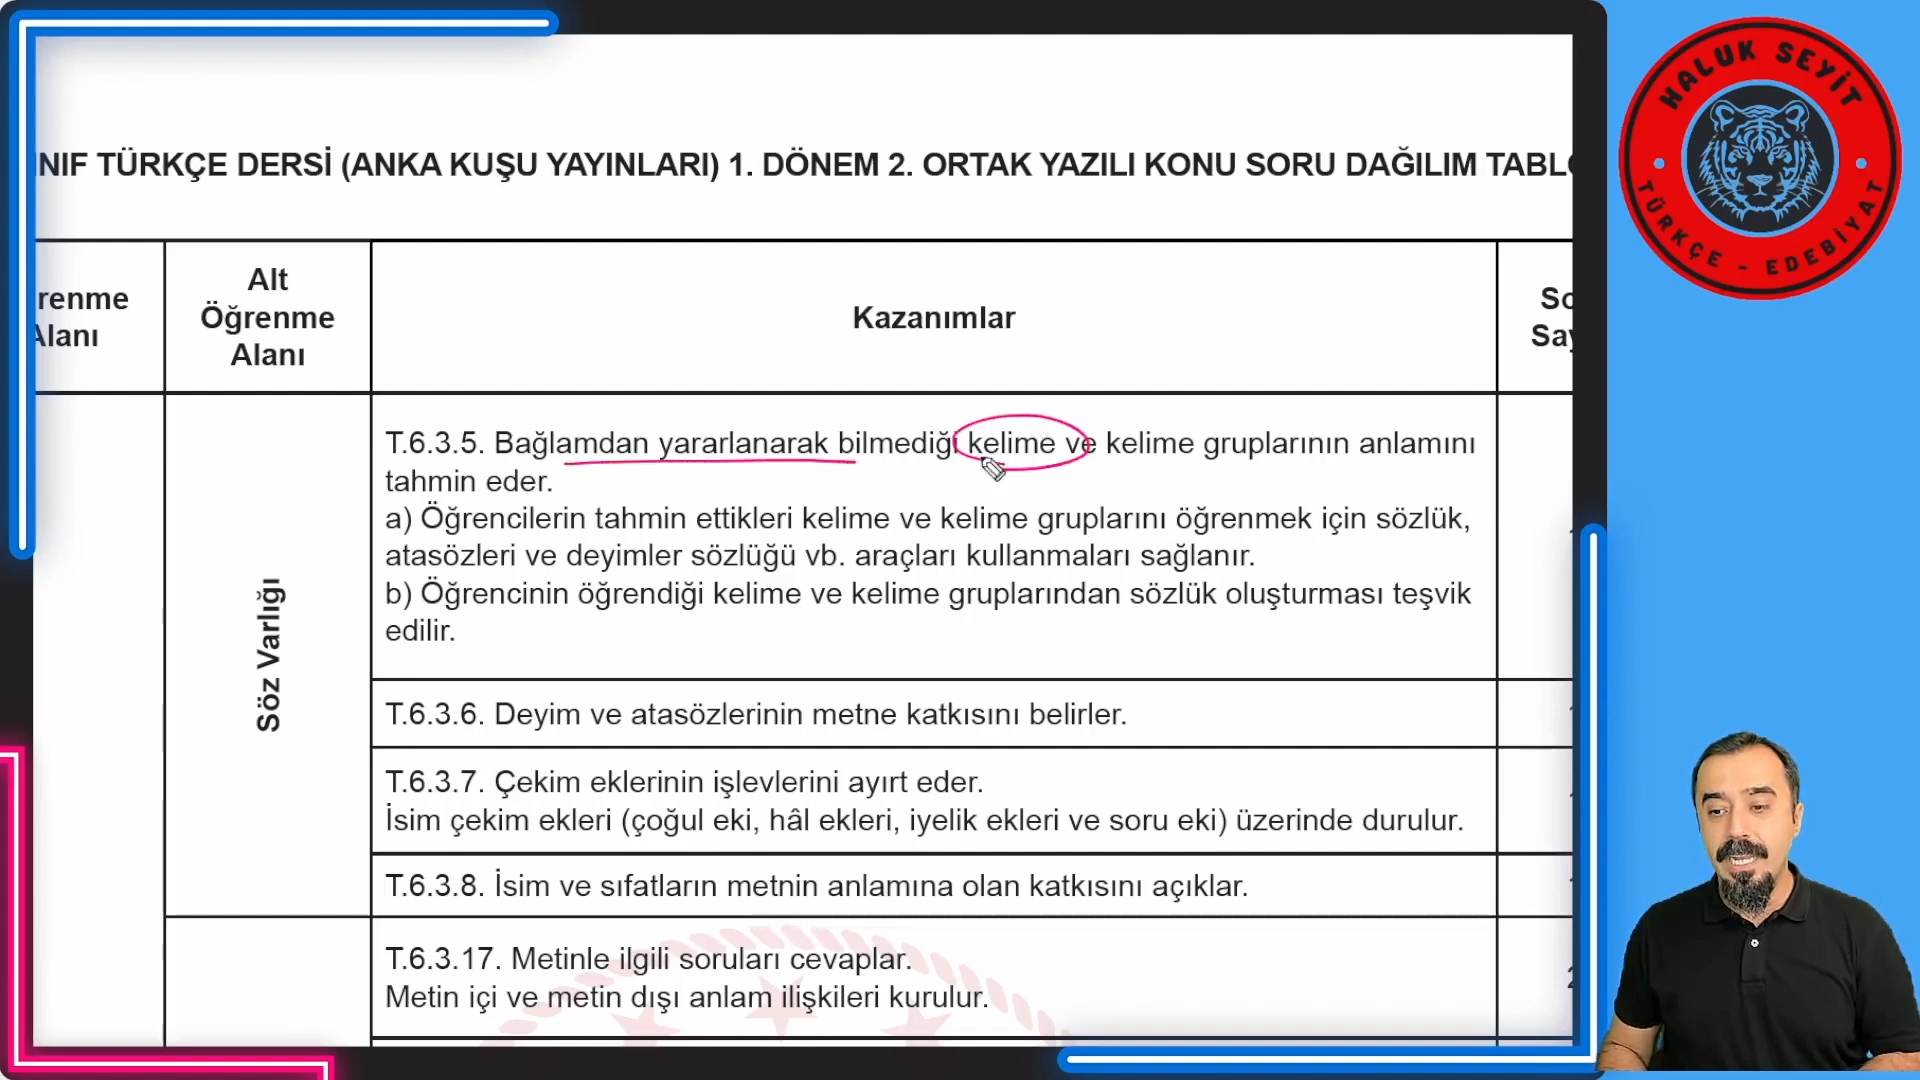 HALUK SEYİT
TÜRKÇE - EDEBİYAT
NIF TÜRKÇE DERSİ (ANKA KUŞU YAYINLARI) 1. DÖNEM 2. ORTAK YAZILI KONU SORU DAĞILIM TABL
renme
Alanı
Alt
Öğrenme
Alanı
Kazanımlar
So
Say
Söz Varlığı
T.6.3.5. Bağlamdan yararlanarak bilmediği kelime ve kelime gruplarının anlamını
tahmin eder.
a) Öğrencilerin tahmin ettikleri kelime ve kelime gruplarını öğrenmek için sözlük,
atasözleri ve deyimler sözlüğü vb. araçları kullanmaları sağlanır.
b) Öğrencinin öğrendiği kelime ve kelime gruplarından sözlük oluşturması teşvik
edilir.
T.6.3.6. Deyim ve atasözlerinin metne katkısını belirler.
T.6.3.7. Çekim eklerinin işlevlerini ayırt eder.
İsim çekim ekleri (çoğul eki, hâl ekleri, iyelik ekleri ve soru eki) üzerinde durulur.
T.6.3.8. İsim ve sıfatların metnin anlamına olan katkısını açıklar.
T.6.3.17. Metinle ilgili soruları cevaplar.
Metin içi ve metin dışı anlam ilişkileri kurulur.